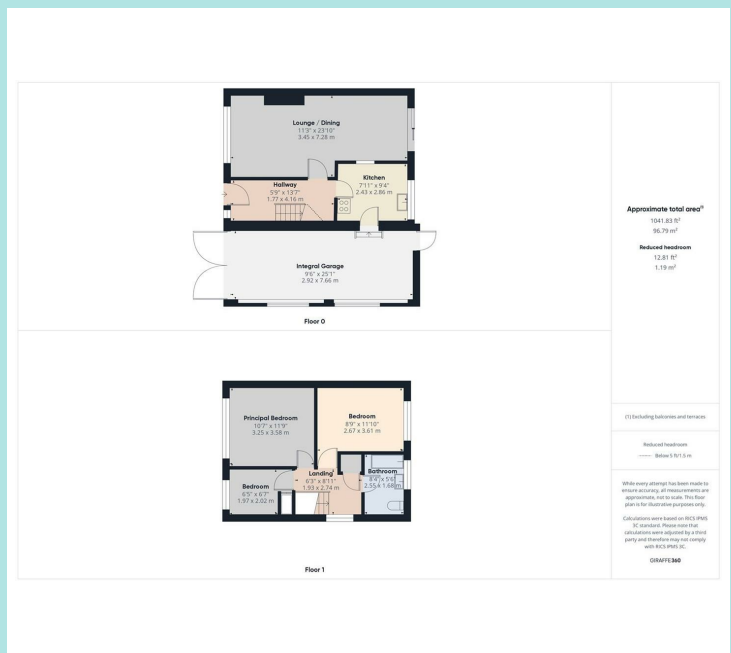 Lounge / Dining
11'3" x 23'10"
3.45 x 7.28 m
Hallway
5'9" x 13'7"
1.77 x 4.16 m
Kitchen
7'11" x 9'4"
2.43 x 2.86 m
Integral Garage
9'6" x 25'1"
2.92 x 7.66 m
Floor 0
Principal Bedroom
10'7" x 11'9"
3.25 x 3.58 m
Bedroom
8'9" x 11'10"
2.67 x 3.61 m
Landing
6'3" x 8'11"
1.93 x 2.74 m
Bathroom
8'4" x 5'6"
2.55 x 1.68 m
Bedroom
6'5" x 6'7"
1.97 x 2.02 m
Floor 1
Approximate total area⁽¹⁾
1041.83 ft²
96.79 m²
Reduced headroom
12.81 ft²
1.19 m²
(1) Excluding balconies and terraces
Reduced headroom
Below 5 ft/1.5 m
While every attempt has been made to
ensure accuracy, all measurements are
approximate, not to scale. This floor
plan is for illustrative purposes only.
Calculations were based on RICS IPMS
3C standard. Please note that
calculations were adjusted by a third
party and therefore may not comply
with RICS IPMS 3C.
GIRAFFE360